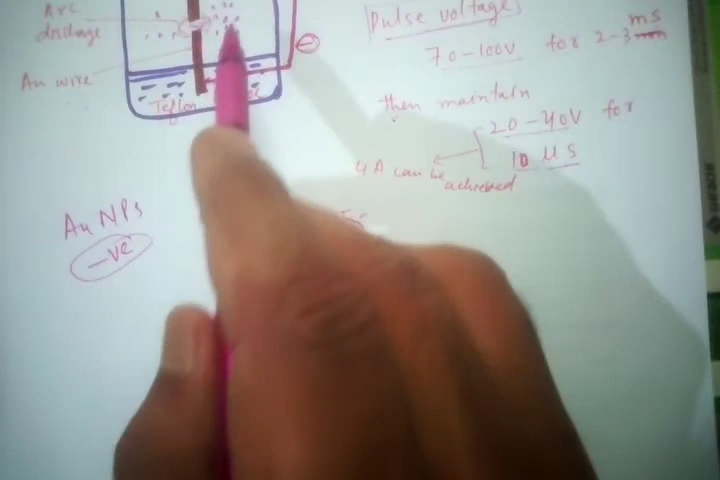 Arc
discharge
Au wire
Teflon
Pulse voltage
70-100V for 2-3 ms
then maintain
20-40V for
10 μs
4A can be
achieved
Au NPs
-ve